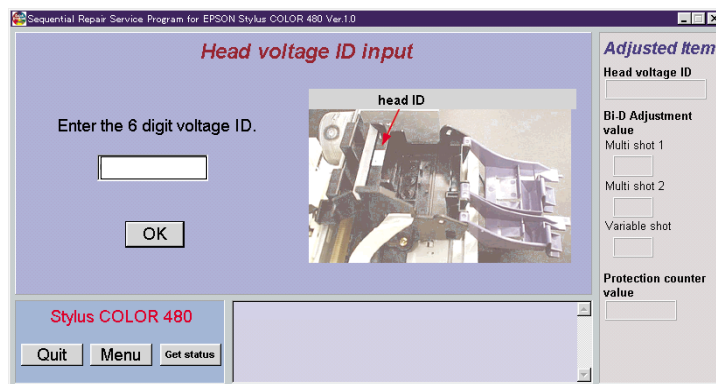 Sequential Repair Service Program for EPSON Stylus COLOR 480 Ver.1.0
Head voltage ID input
head ID
Enter the 6 digit voltage ID.
OK
Stylus COLOR 480
Quit
Menu
Get status
Adjusted Item
Head voltage ID
Bi-D Adjustment
value
Multi shot 1
Multi shot 2
Variable shot
Protection counter
value